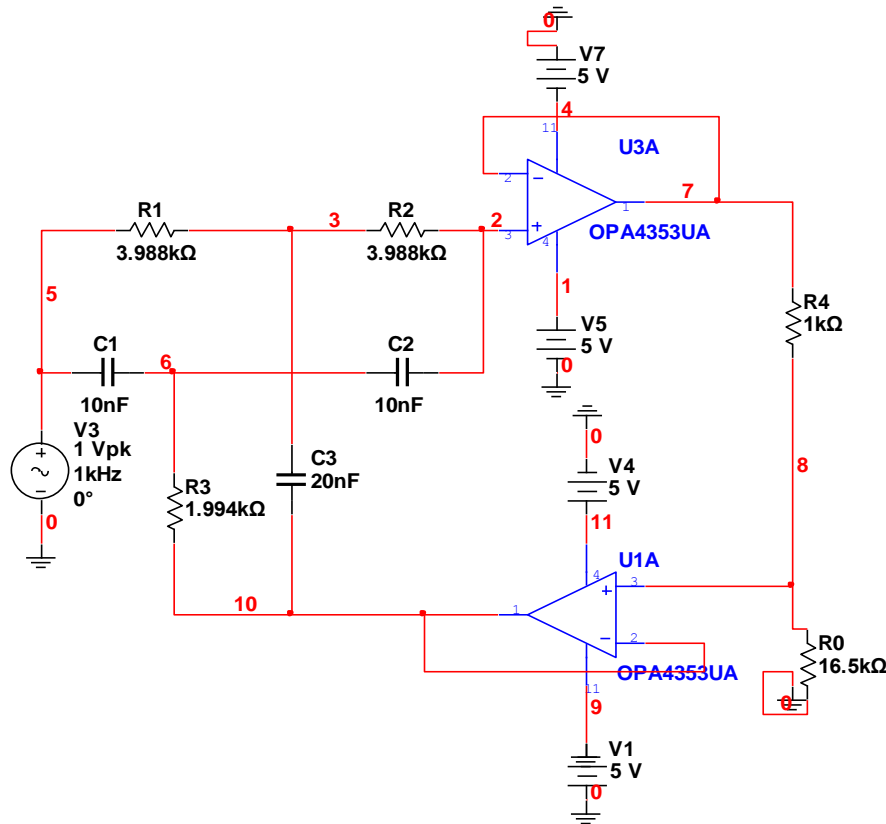 0
V7
5 V
4
11
U3A
2
7
1
R1
3
R2
2
3
4
OPA4353UA
3.988kΩ
3.988kΩ
1
5
R4
1kΩ
C1
6
C2
V5
5 V
0
10nF
10nF
V3
1 Vpk
1kHz
0°
0
C3
20nF
V4
5 V
8
R3
1.994kΩ
0
11
U1A
4
3
10
1
2
R0
16.5kΩ
OPA4353UA
11
0
9
V1
5 V
0